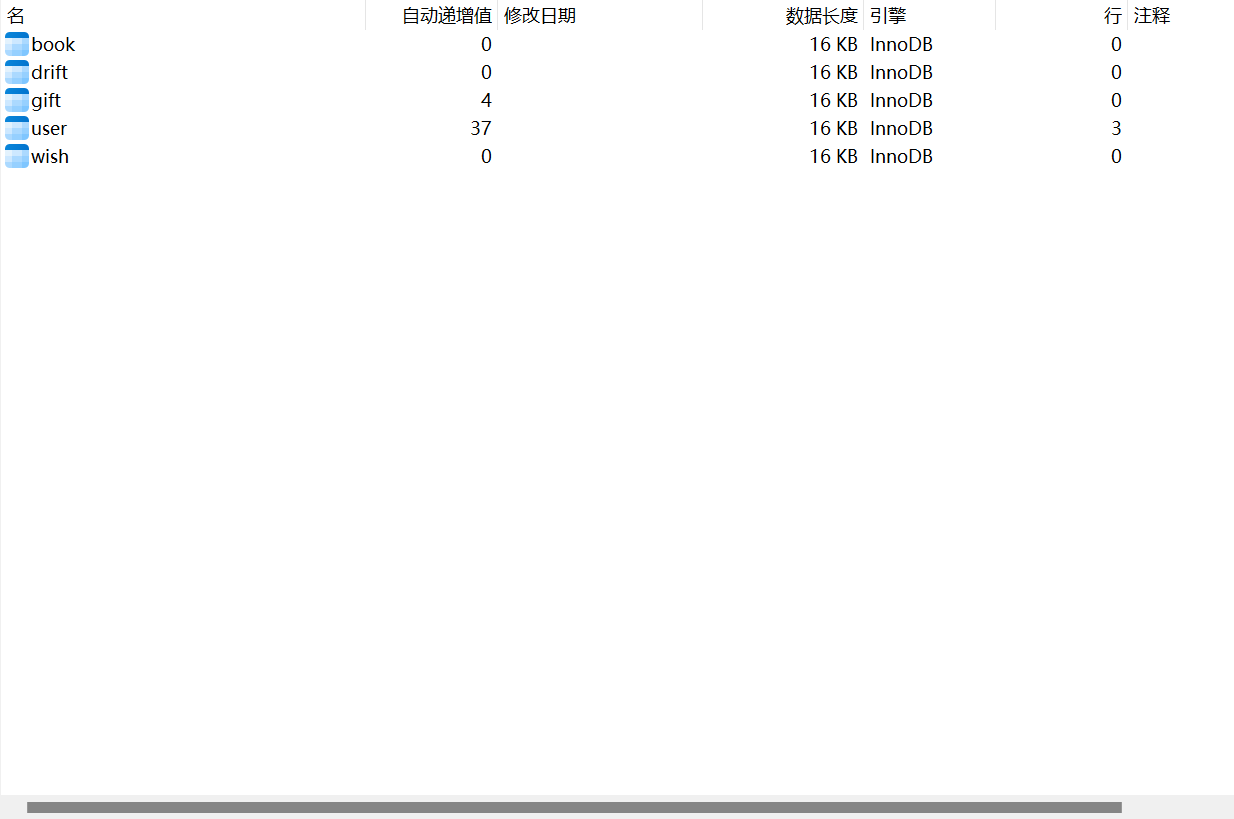 名 自动递增值 修改日期 数据长度 引擎 行 注释
book 0 16 KB InnoDB 0
drift 0 16 KB InnoDB 0
gift 4 16 KB InnoDB 0
user 37 16 KB InnoDB 3
wish 0 16 KB InnoDB 0